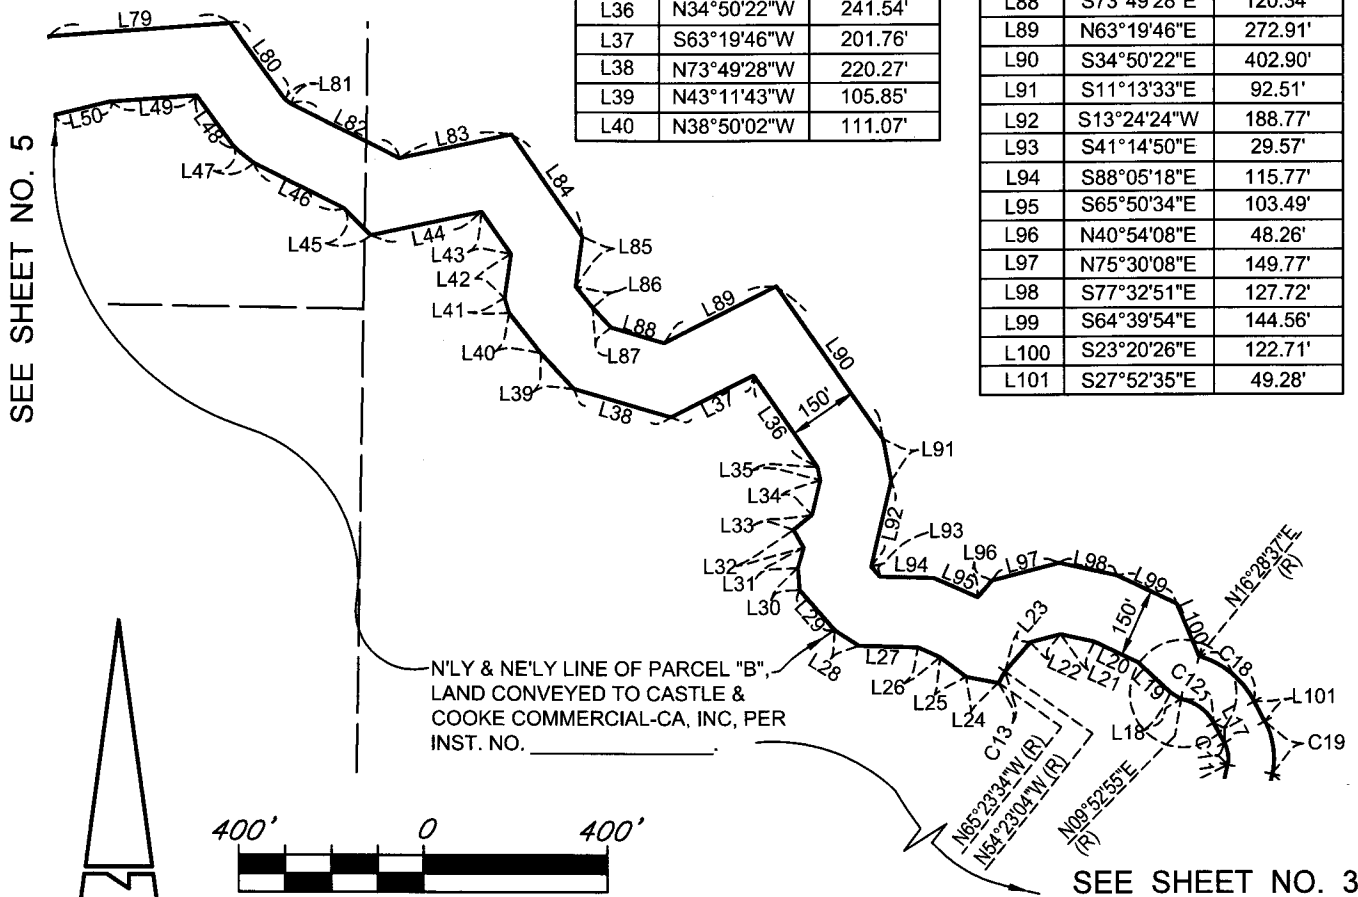 L36 N34°50'22"W 241.54'
L37 S63°19'46"W 201.76'
L38 N73°49'28"W 220.27'
L39 N43°11'43"W 105.85'
L40 N38°50'02"W 111.07'
L88 S73°49'28"E 120.34'
L89 N63°19'46"E 272.91'
L90 S34°50'22"E 402.90'
L91 S11°13'33"E 92.51'
L92 S13°24'24"W 188.77'
L93 S41°14'50"E 29.57'
L94 S88°05'18"E 115.77'
L95 S65°50'34"E 103.49'
L96 N40°54'08"E 48.26'
L97 N75°30'08"E 149.77'
L98 S77°32'51"E 127.72'
L99 S64°39'54"E 144.56'
L100 S23°20'26"E 122.71'
L101 S27°52'35"E 49.28'
SEE SHEET NO. 5
L79
L80
L81
L82
L83
L84
L85
L86
L87
L88
L89
L90
L91
L92
L93
L94
L95
L96
L97
L98
L99
L100
L101
L50
L49
L48
L47
L46
L45
L44
L43
L42
L41
L40
L39
L38
L37
L36
150'
L35
L34
L33
L32
L31
L30
L29
L28
L27
L26
L25
L24
L23
L22
L21
L20
L19
L18
L17
150'
C11
C12
C13
C18
C19
N16°28'37"E
(R)
N65°23'34"W (R)
N54°23'04"W (R)
N09°52'55"E
(R)
N'LY & NE'LY LINE OF PARCEL "B",
LAND CONVEYED TO CASTLE &
COOKE COMMERCIAL-CA, INC, PER
INST. NO. ____________.
400' 0 400'
SEE SHEET NO. 3